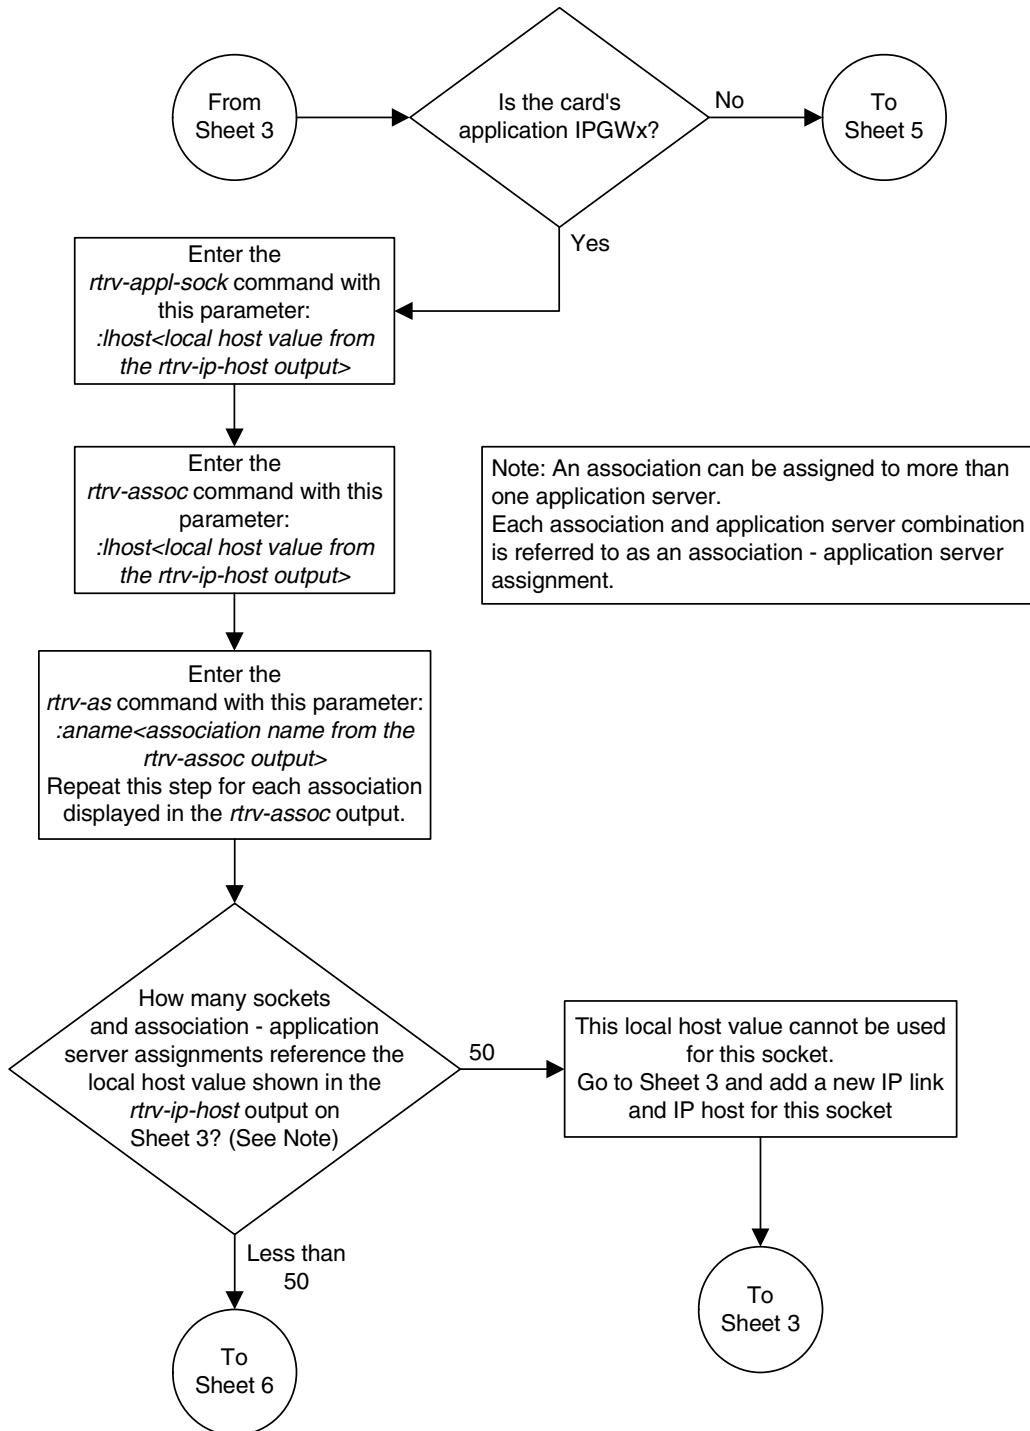 From
Sheet 3
Is the card's
application IPGWx?
No
To
Sheet 5
Yes
Enter the
rtrv-appl-sock command with
this parameter:
:lhost<local host value from
the rtrv-ip-host output>
Enter the
rtrv-assoc command with this
parameter:
:lhost<local host value from
the rtrv-ip-host output>
Note: An association can be assigned to more than
one application server.
Each association and application server combination
is referred to as an association - application server
assignment.
Enter the
rtrv-as command with this parameter:
:aname<association name from the
rtrv-assoc output>
Repeat this step for each association
displayed in the rtrv-assoc output.
How many sockets
and association - application
server assignments reference the
local host value shown in the
rtrv-ip-host output on
Sheet 3? (See Note)
50
This local host value cannot be used
for this socket.
Go to Sheet 3 and add a new IP link
and IP host for this socket
Less than
50
To
Sheet 3
To
Sheet 6